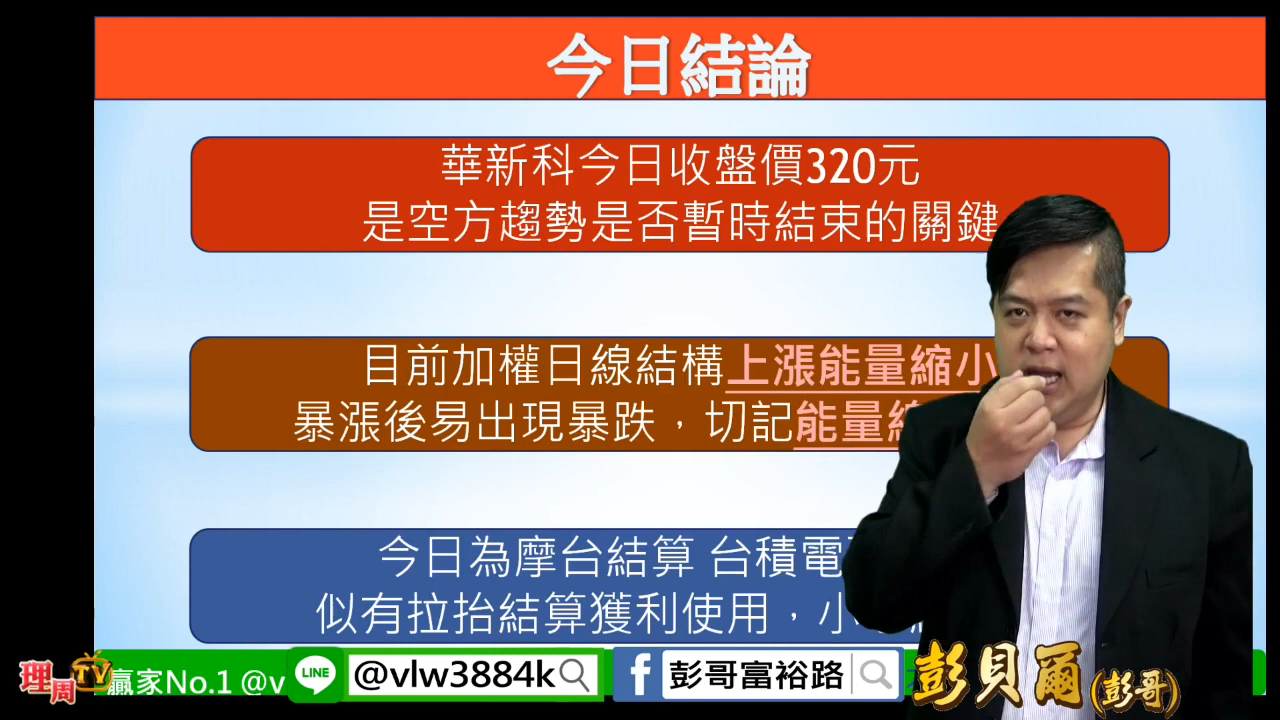 今日結論
華新科今日收盤價320元
是空方趨勢是否暫時結束的關鍵
目前加權日線結構上漲能量縮小
暴漲後易出現暴跌，切記能量
今日為摩台結算 台積電
似有拉抬結算獲利使用，小
理周TV
贏家No.1 @v
LINE
@vlw3884k
f
彭哥富裕路
彭貝爾(彭哥)